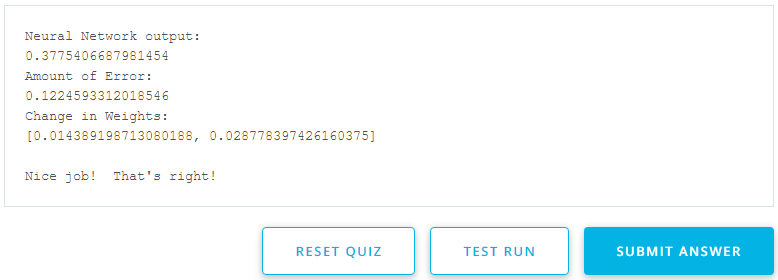 Neural Network output:
0.3775406687981454
Amount of Error:
0.1224593312018546
Change in Weights:
[0.014389198713080188, 0.028778397426160375]
Nice job!  That's right!
RESET QUIZ
TEST RUN
SUBMIT ANSWER